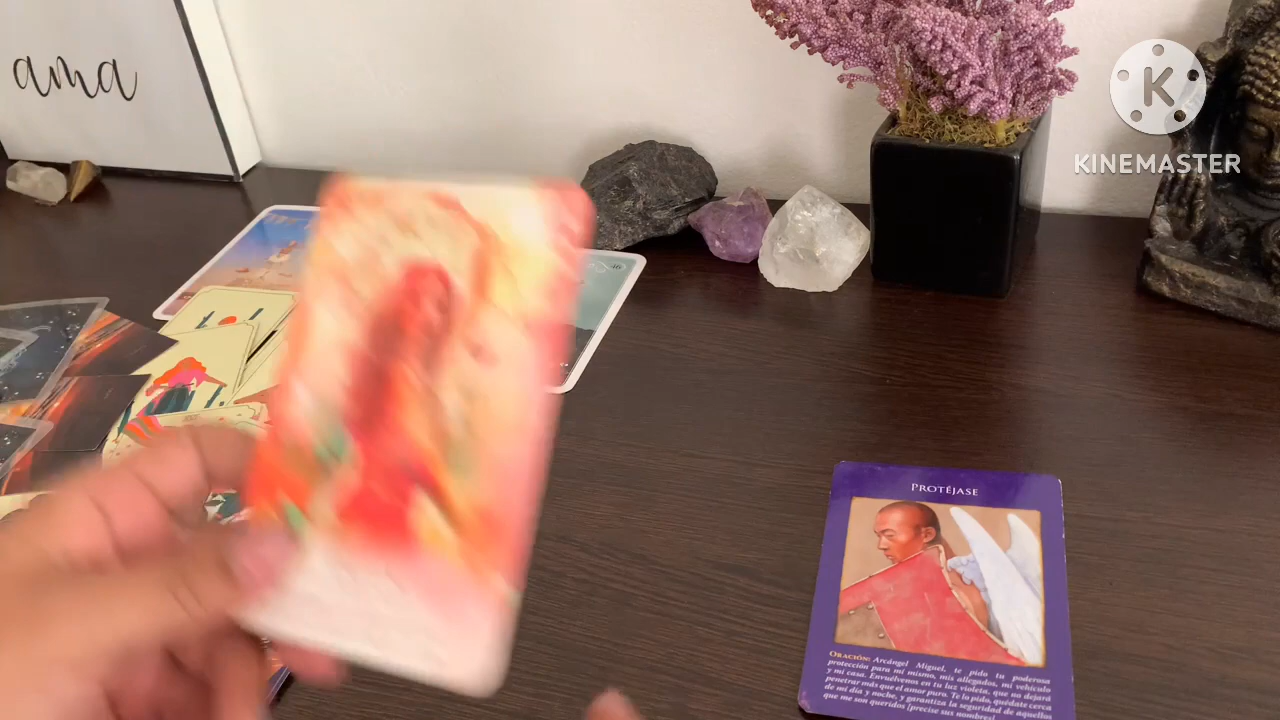 ama
K
KINEMASTER
46
PROTÉJASE
ORACIÓN: Arcángel Miguel, te pido tu poderosa
protección para mí mismo, mis allegados, mi vehículo
y mi casa. Envuélvenos en tu luz violeta, que no dejará
penetrar más que el amor puro. Te lo pido, quédate cerca
de mí día y noche, y garantiza la seguridad de aquellos
que me son queridos [precise sus nombres]